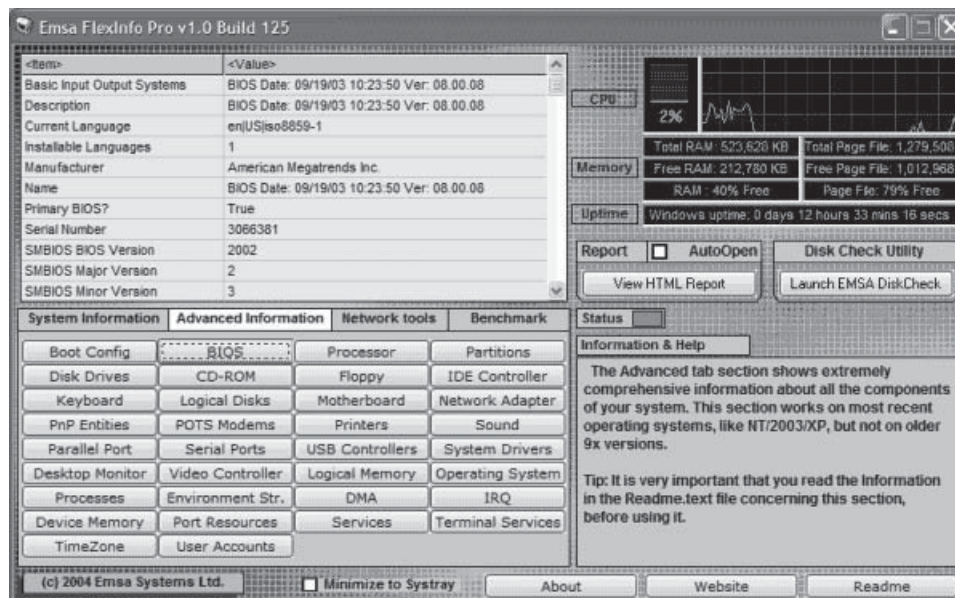 Emsa FlexInfo Pro v1.0 Build 125
<Item> <Value>
Basic Input Output Systems BIOS Date: 09/19/03 10:23:50 Ver: 08.00.08
Description BIOS Date: 09/19/03 10:23:50 Ver: 08.00.08
Current Language en|US|iso8859-1
Installable Languages 1
Manufacturer American Megatrends Inc.
Name BIOS Date: 09/19/03 10:23:50 Ver: 08.00.08
Primary BIOS? True
Serial Number 3066381
SMBIOS BIOS Version 2002
SMBIOS Major Version 2
SMBIOS Minor Version 3
CPU 2%
Memory
Total RAM: 523,628 KB Total Page File: 1,279,508
Free RAM: 212,780 KB Free Page File: 1,012,968
RAM : 40% Free Page File: 79% Free
Uptime Windows uptime: 0 days 12 hours 33 mins 16 secs
Report AutoOpen Disk Check Utility
View HTML Report Launch EMSA DiskCheck
System Information Advanced Information Network tools Benchmark
Boot Config BIOS Processor Partitions
Disk Drives CD-ROM Floppy IDE Controller
Keyboard Logical Disks Motherboard Network Adapter
PnP Entities POTS Modems Printers Sound
Parallel Port Serial Ports USB Controllers System Drivers
Desktop Monitor Video Controller Logical Memory Operating System
Processes Environment Str. DMA IRQ
Device Memory Port Resources Services Terminal Services
TimeZone User Accounts
Status
Information & Help
The Advanced tab section shows extremely
comprehensive information about all the components
of your system. This section works on most recent
operating systems, like NT/2003/XP, but not on older
9x versions.
Tip: It is very important that you read the Information
in the Readme.text file concerning this section,
before using it.
(c) 2004 Emsa Systems Ltd. Minimize to Systray About Website Readme